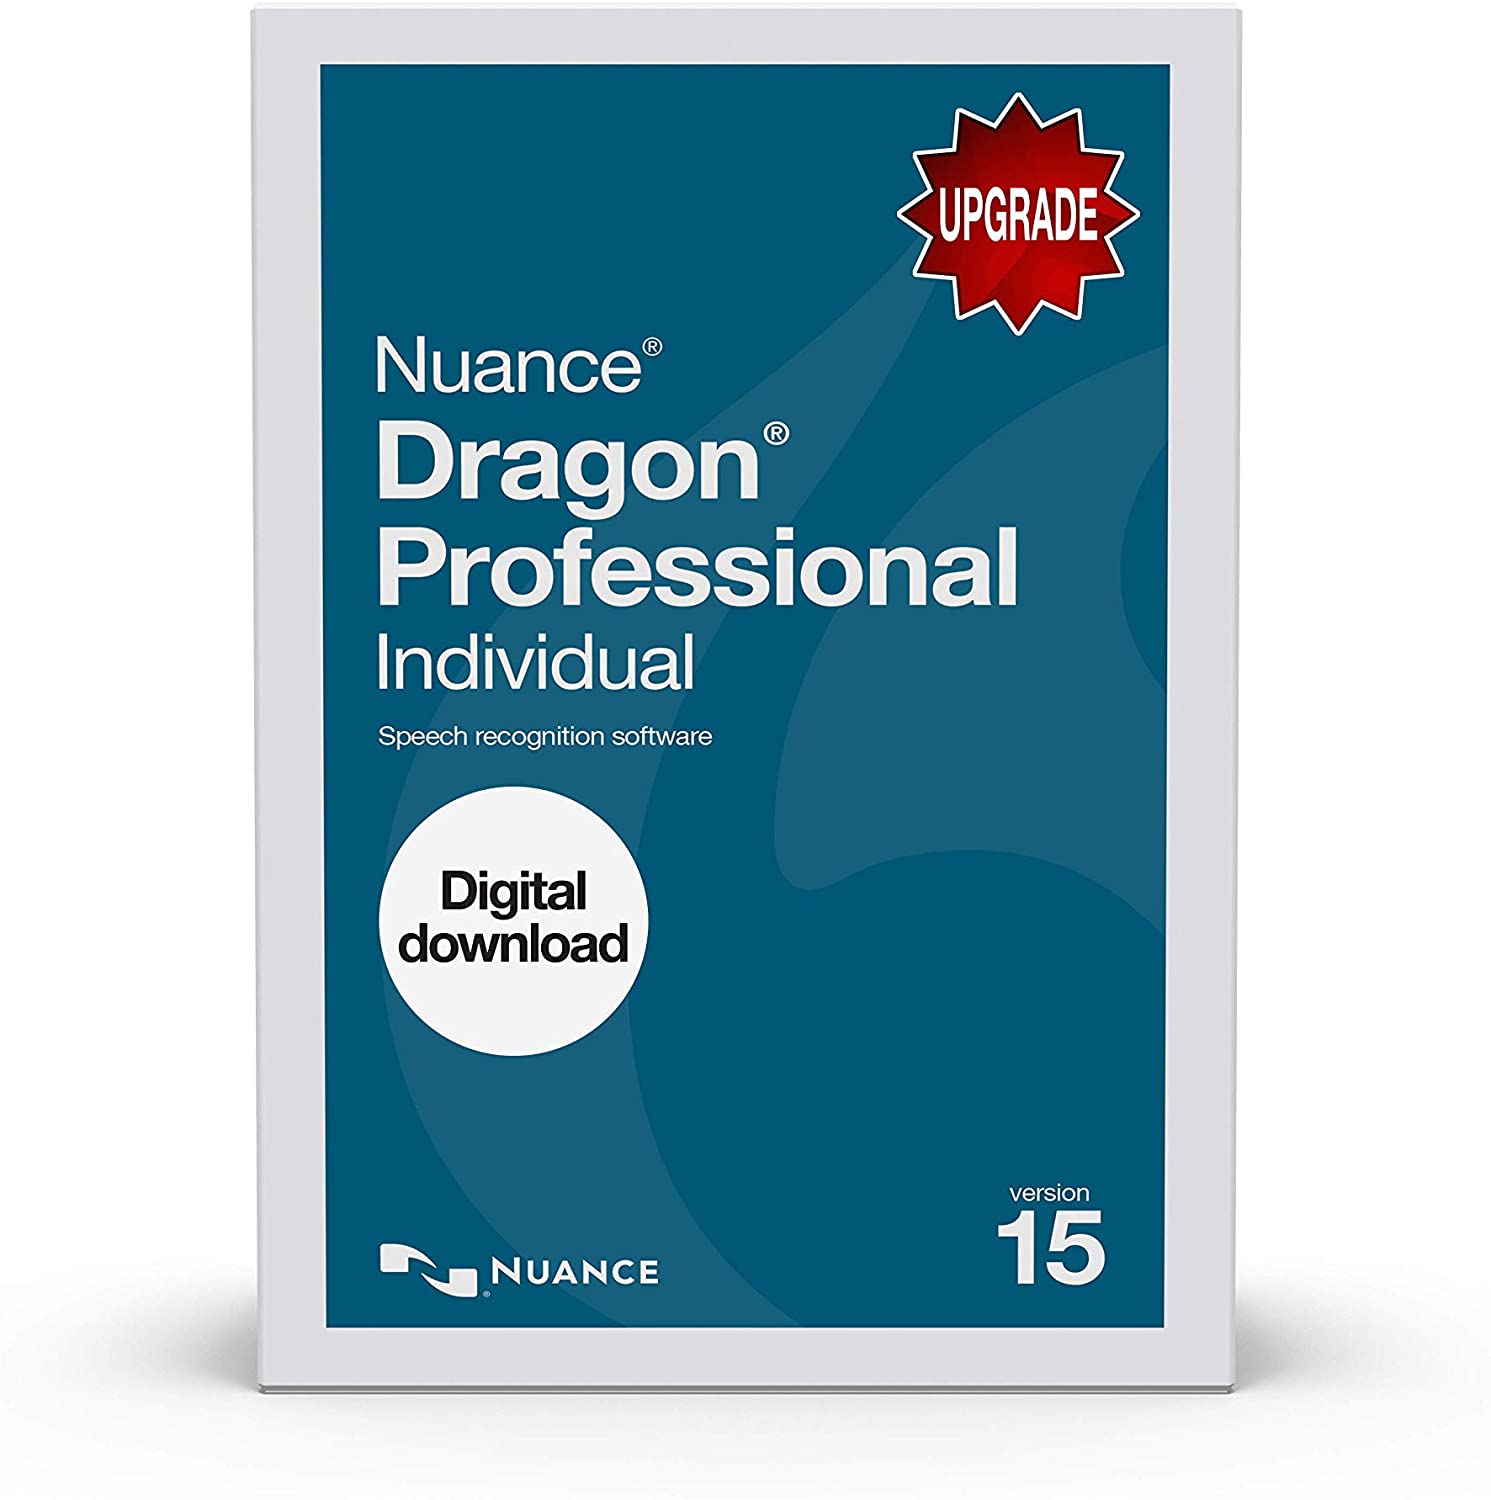 UPGRADE
Nuance®
Dragon®
Professional
Individual
Speech recognition software
Digital
download
version
15
NUANCE®